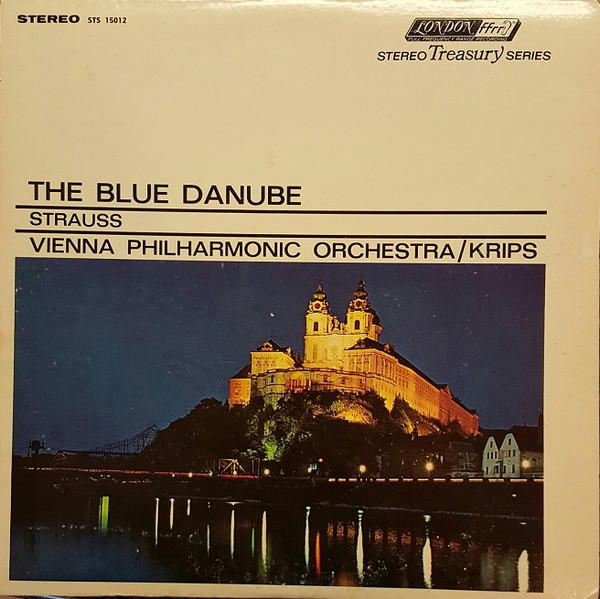 STEREO STS 15012
LONDON ffrr
FULL FREQUENCY RANGE RECORDING
STEREO Treasury SERIES
THE BLUE DANUBE
STRAUSS
VIENNA PHILHARMONIC ORCHESTRA/KRIPS